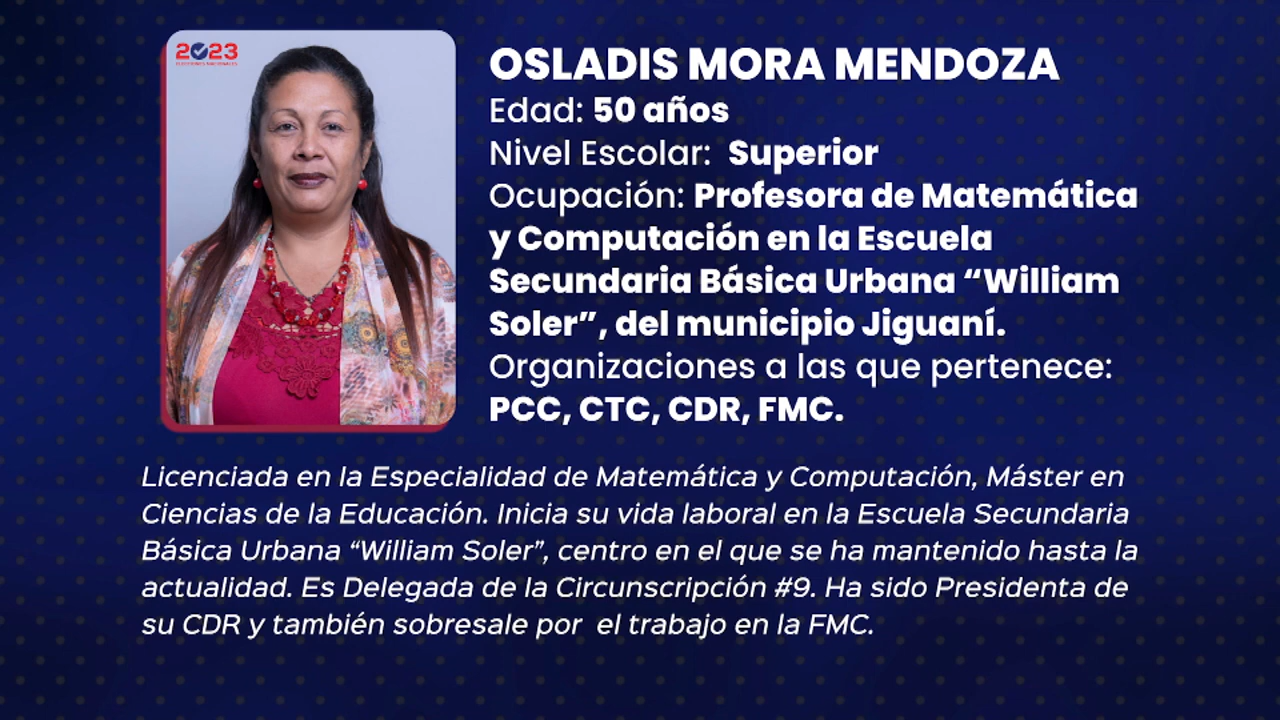 2023
ELECCIONES NACIONALES
OSLADIS MORA MENDOZA
Edad: 50 años
Nivel Escolar: Superior
Ocupación: Profesora de Matemática
y Computación en la Escuela
Secundaria Básica Urbana “William
Soler”, del municipio Jiguaní.
Organizaciones a las que pertenece:
PCC, CTC, CDR, FMC.
Licenciada en la Especialidad de Matemática y Computación, Máster en
Ciencias de la Educación. Inicia su vida laboral en la Escuela Secundaria
Básica Urbana “William Soler”, centro en el que se ha mantenido hasta la
actualidad. Es Delegada de la Circunscripción #9. Ha sido Presidenta de
su CDR y también sobresale por el trabajo en la FMC.